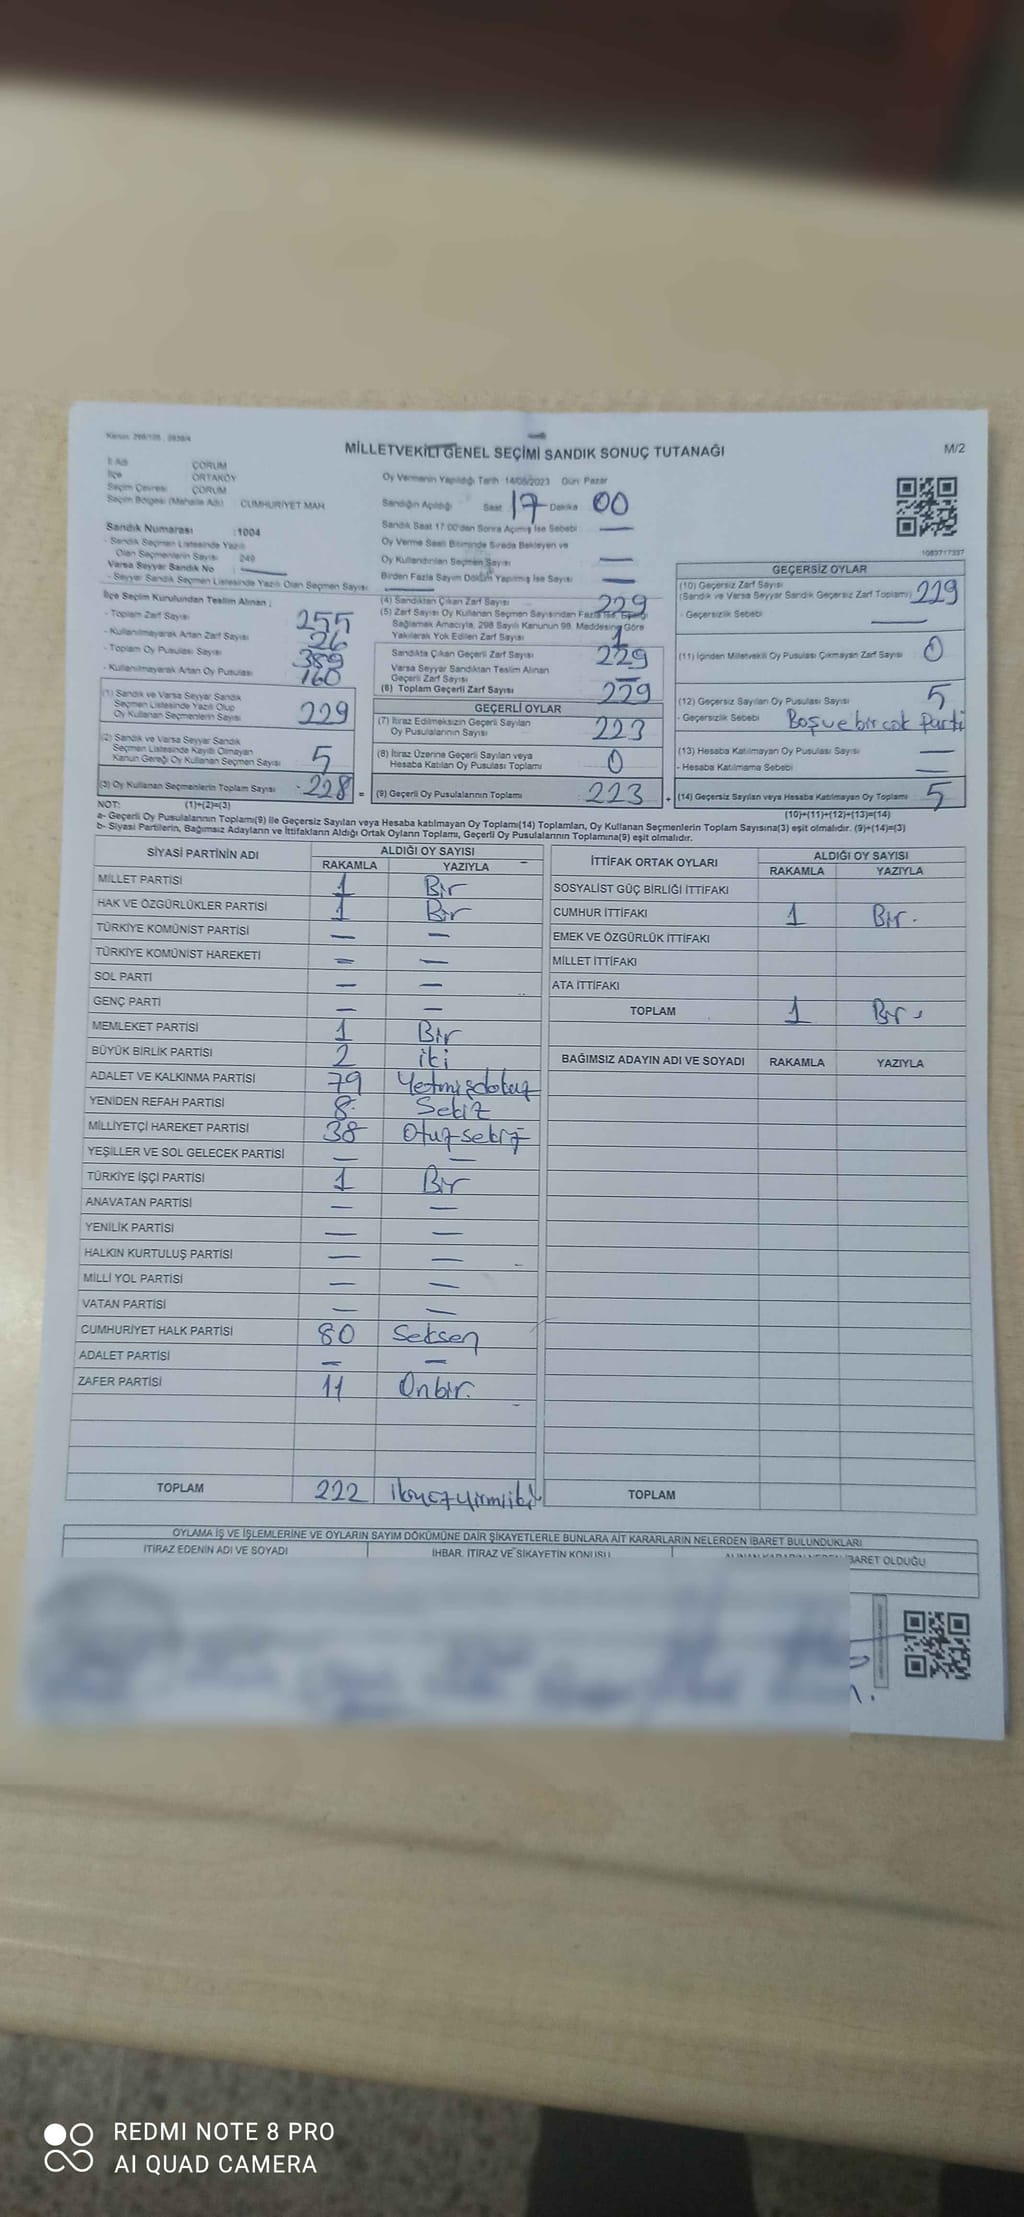 Kanun: 298/105 , 0938/4
MİLLETVEKİLİ GENEL SEÇİMİ SANDIK SONUÇ TUTANAĞI
M/2
İl Adı ÇORUM
İlçe ORTAKÖY
Seçim Çevresi ÇORUM
Seçim Bölgesi (Mahalle Adı) CUMHURİYET MAH
Sandık Numarası :1004
- Sandık Seçmen Listesinde Yazılı
Olan Seçmenlerin Sayısı 249
Varsa Seyyar Sandık No
- Seyyar Sandık Seçmen Listesinde Yazılı Olan Seçmen Sayısı
Oy Vermenin Yapıldığı Tarih 14/05/2023 Gün Pazar
Sandığın Açıldığı Saat 17 Dakika 00
Sandık Saat 17:00'den Sonra Açılmış İse Sebebi
Oy Verme Saati Bitiminde Sırada Bekleyen ve
Oy Kullandırılan Seçmen Sayısı
Birden Fazla Sayım Döküm Yapılmış İse Sayısı
1083717337
İlçe Seçim Kurulundan Teslim Alınan ;
- Toplam Zarf Sayısı 255
- Kullanılmayarak Artan Zarf Sayısı 26
- Toplam Oy Pusulası Sayısı 389
- Kullanılmayarak Artan Oy Pusulası 160
(1) Sandık ve Varsa Seyyar Sandık
Seçmen Listesinde Yazılı Olup
Oy Kullanan Seçmenlerin Sayısı 229
(2) Sandık ve Varsa Seyyar Sandık
Seçmen Listesinde Kayıtlı Olmayan
Kanun Gereği Oy Kullanan Seçmen Sayısı 5
(3) Oy Kullanan Seçmenlerin Toplam Sayısı 228 =
(4) Sandıktan Çıkan Zarf Sayısı 229
(5) Zarf Sayısı Oy Kullanan Seçmen Sayısından Fazla İse, Eşitliği
Sağlamak Amacıyla, 298 Sayılı Kanunun 98. Maddesine Göre
Yakılarak Yok Edilen Zarf Sayısı 1
Sandıkta Çıkan Geçerli Zarf Sayısı 229
Varsa Seyyar Sandıktan Teslim Alınan
Geçerli Zarf Sayısı
(6) Toplam Geçerli Zarf Sayısı 229
GEÇERLİ OYLAR
(7) İtiraz Edilmeksizin Geçerli Sayılan
Oy Pusulalarının Sayısı 223
(8) İtiraz Üzerine Geçerli Sayılan veya
Hesaba Katılan Oy Pusulası Toplamı 0
(9) Geçerli Oy Pusulalarının Toplamı 223 +
GEÇERSİZ OYLAR
(10) Geçersiz Zarf Sayısı
(Sandık ve Varsa Seyyar Sandık Geçersiz Zarf Toplamı) 229
- Geçersizlik Sebebi
(11) İçinden Milletvekili Oy Pusulası Çıkmayan Zarf Sayısı 0
(12) Geçersiz Sayılan Oy Pusulası Sayısı 5
- Geçersizlik Sebebi Boş ve bir çok parti
(13) Hesaba Katılmayan Oy Pusulası Sayısı
- Hesaba Katılmama Sebebi
(14) Geçersiz Sayılan veya Hesaba Katılmayan Oy Toplamı 5
NOT: (1)+(2)=(3) (10)+(11)+(12)+(13)=(14)
a- Geçerli Oy Pusulalarının Toplamı(9) ile Geçersiz Sayılan veya Hesaba katılmayan Oy Toplamı(14) Toplamları, Oy Kullanan Seçmenlerin Toplam Sayısına(3) eşit olmalıdır. (9)+(14)=(3)
b- Siyasi Partilerin, Bağımsız Adayların ve İttifakların Aldığı Ortak Oyların Toplamı, Geçerli Oy Pusulalarının Toplamına(9) eşit olmalıdır.
SİYASİ PARTİNİN ADI ALDIĞI OY SAYISI
RAKAMLA YAZIYLA
MİLLET PARTİSİ 1 Bir
HAK VE ÖZGÜRLÜKLER PARTİSİ 1 Bir
TÜRKİYE KOMÜNİST PARTİSİ — —
TÜRKİYE KOMÜNİST HAREKETİ — —
SOL PARTİ — —
GENÇ PARTİ — —
MEMLEKET PARTİSİ 1 Bir
BÜYÜK BİRLİK PARTİSİ 2 iki
ADALET VE KALKINMA PARTİSİ 79 Yetmişdokuz
YENİDEN REFAH PARTİSİ 8 Sekiz
MİLLİYETÇİ HAREKET PARTİSİ 38 Otuzsekiz
YEŞİLLER VE SOL GELECEK PARTİSİ — —
TÜRKİYE İŞÇİ PARTİSİ 1 Bir
ANAVATAN PARTİSİ — —
YENİLİK PARTİSİ — —
HALKIN KURTULUŞ PARTİSİ — —
MİLLİ YOL PARTİSİ — —
VATAN PARTİSİ — —
CUMHURİYET HALK PARTİSİ 80 Seksen
ADALET PARTİSİ — —
ZAFER PARTİSİ 11 Onbir.
TOPLAM 222 ikiyüzyirmiiki
İTTİFAK ORTAK OYLARI ALDIĞI OY SAYISI
RAKAMLA YAZIYLA
SOSYALİST GÜÇ BİRLİĞİ İTTİFAKI
CUMHUR İTTİFAKI 1 Bir.
EMEK VE ÖZGÜRLÜK İTTİFAKI
MİLLET İTTİFAKI
ATA İTTİFAKI
TOPLAM 1 Bir
BAĞIMSIZ ADAYIN ADI VE SOYADI RAKAMLA YAZIYLA
TOPLAM
OYLAMA İŞ VE İŞLEMLERİNE VE OYLARIN SAYIM DÖKÜMÜNE DAİR ŞİKAYETLERLE BUNLARA AİT KARARLARIN NELERDEN İBARET BULUNDUKLARI
İTİRAZ EDENİN ADI VE SOYADI
İHBAR, İTİRAZ VE ŞİKAYETİN KONUSU
İBARET OLDUĞU
REDMI NOTE 8 PRO
AI QUAD CAMERA